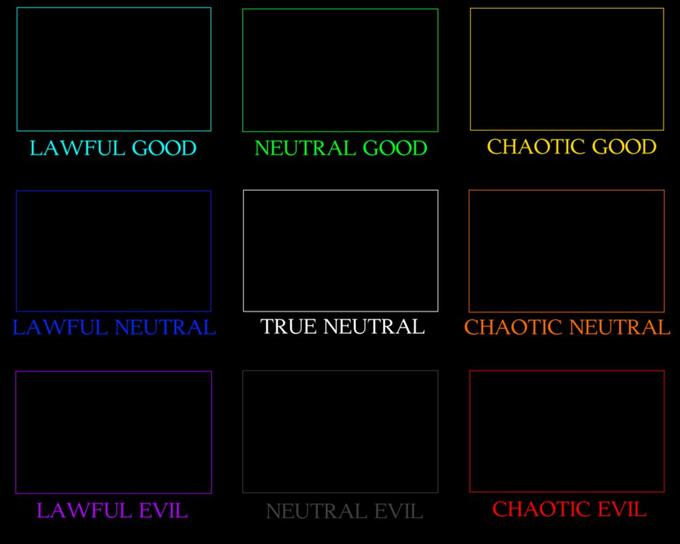 LAWFUL GOOD
NEUTRAL GOOD
CHAOTIC GOOD
LAWFUL NEUTRAL
TRUE NEUTRAL
CHAOTIC NEUTRAL
LAWFUL EVIL
NEUTRAL EVIL
CHAOTIC EVIL